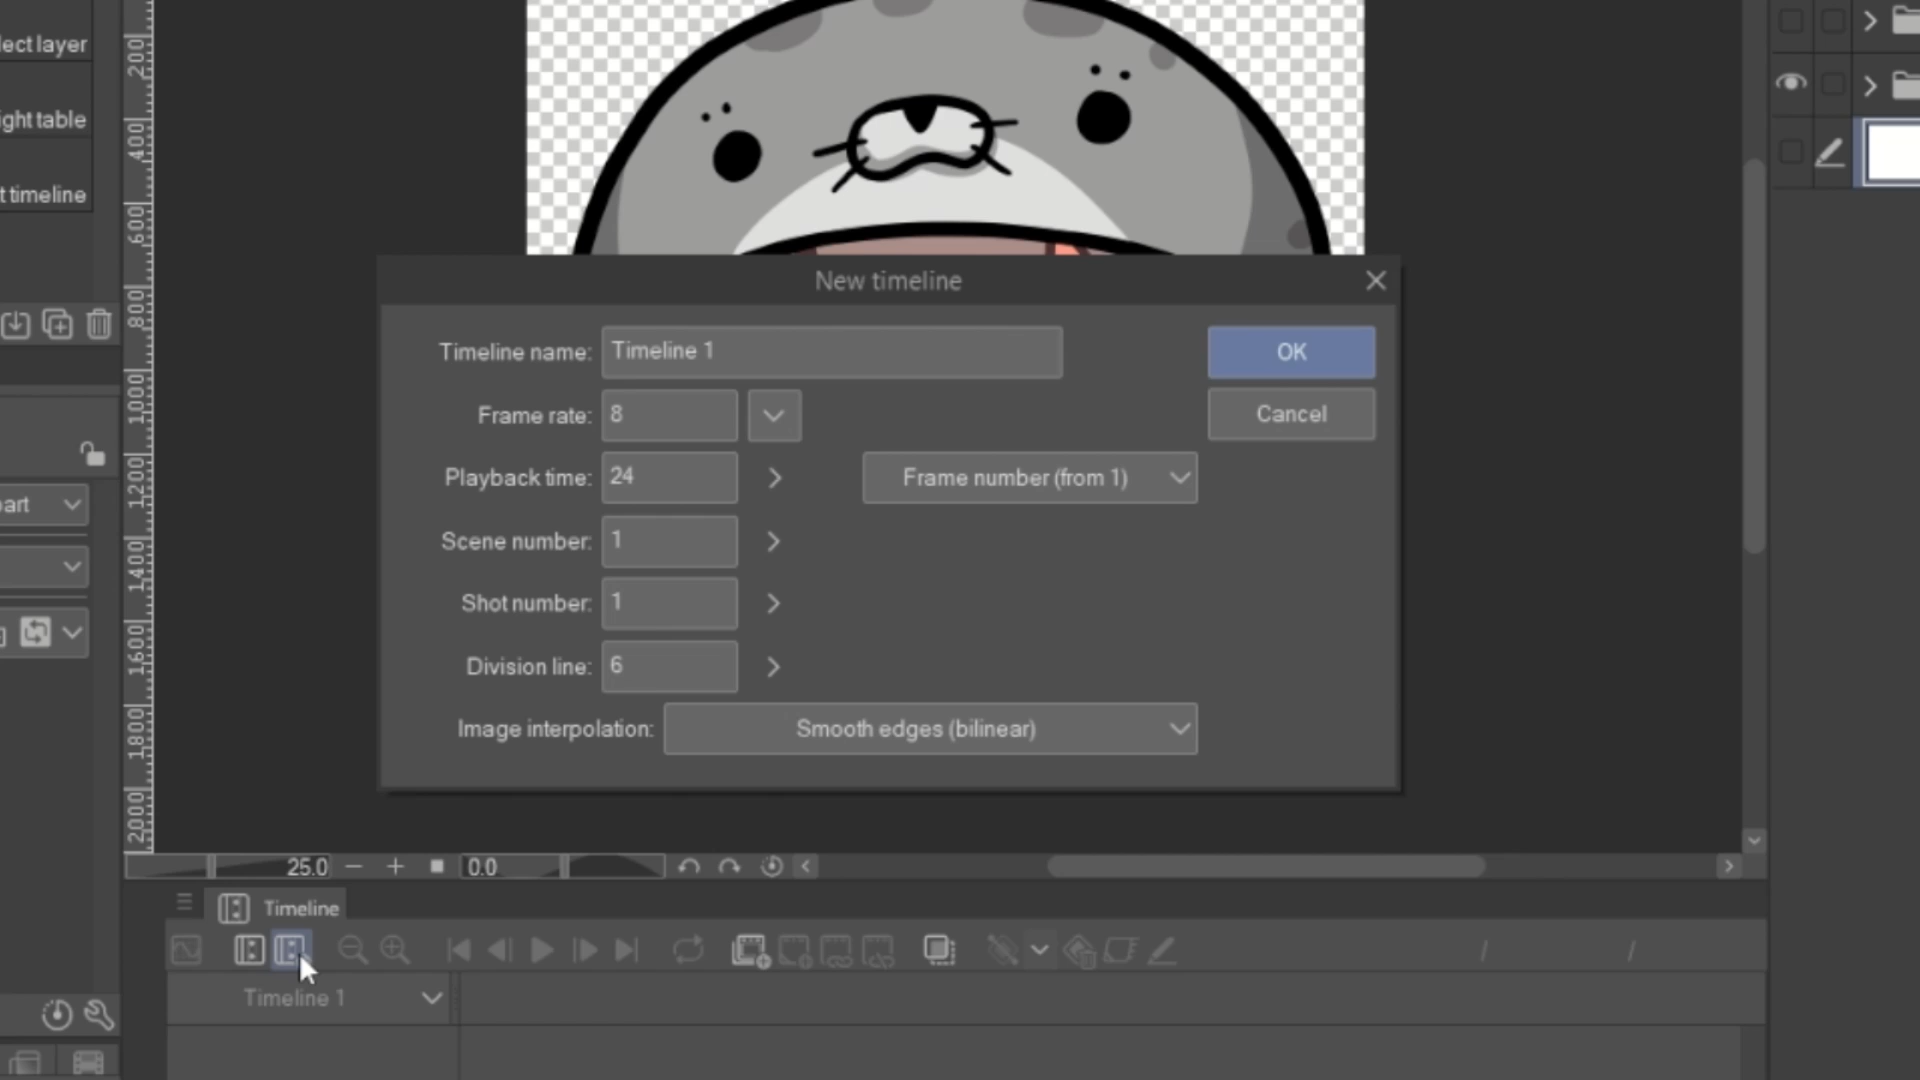 lect layer
ight table
t timeline
art
200
400
600
800
1000
1200
1400
1600
1800
2000
New timeline
Timeline name: Timeline 1
OK
Frame rate: 8
Cancel
Playback time: 24
Frame number (from 1)
Scene number: 1
Shot number: 1
Division line: 6
Image interpolation: Smooth edges (bilinear)
25.0
0.0
Timeline
/ /
Timeline 1